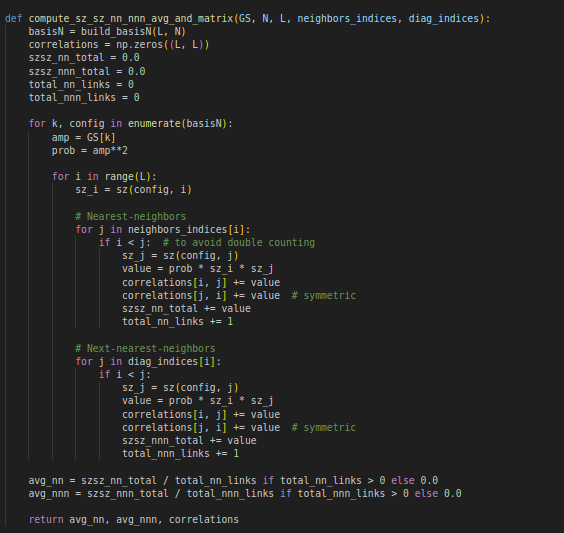 def compute_sz_sz_nn_nnn_avg_and_matrix(GS, N, L, neighbors_indices, diag_indices):
    basisN = build_basisN(L, N)
    correlations = np.zeros((L, L))
    szsz_nn_total = 0.0
    szsz_nnn_total = 0.0
    total_nn_links = 0
    total_nnn_links = 0

    for k, config in enumerate(basisN):
        amp = GS[k]
        prob = amp**2

        for i in range(L):
            sz_i = sz(config, i)

            # Nearest-neighbors
            for j in neighbors_indices[i]:
                if i < j:  # to avoid double counting
                    sz_j = sz(config, j)
                    value = prob * sz_i * sz_j
                    correlations[i, j] += value
                    correlations[j, i] += value  # symmetric
                    szsz_nn_total += value
                    total_nn_links += 1

            # Next-nearest-neighbors
            for j in diag_indices[i]:
                if i < j:
                    sz_j = sz(config, j)
                    value = prob * sz_i * sz_j
                    correlations[i, j] += value
                    correlations[j, i] += value  # symmetric
                    szsz_nnn_total += value
                    total_nnn_links += 1

    avg_nn = szsz_nn_total / total_nn_links if total_nn_links > 0 else 0.0
    avg_nnn = szsz_nnn_total / total_nnn_links if total_nnn_links > 0 else 0.0

    return avg_nn, avg_nnn, correlations